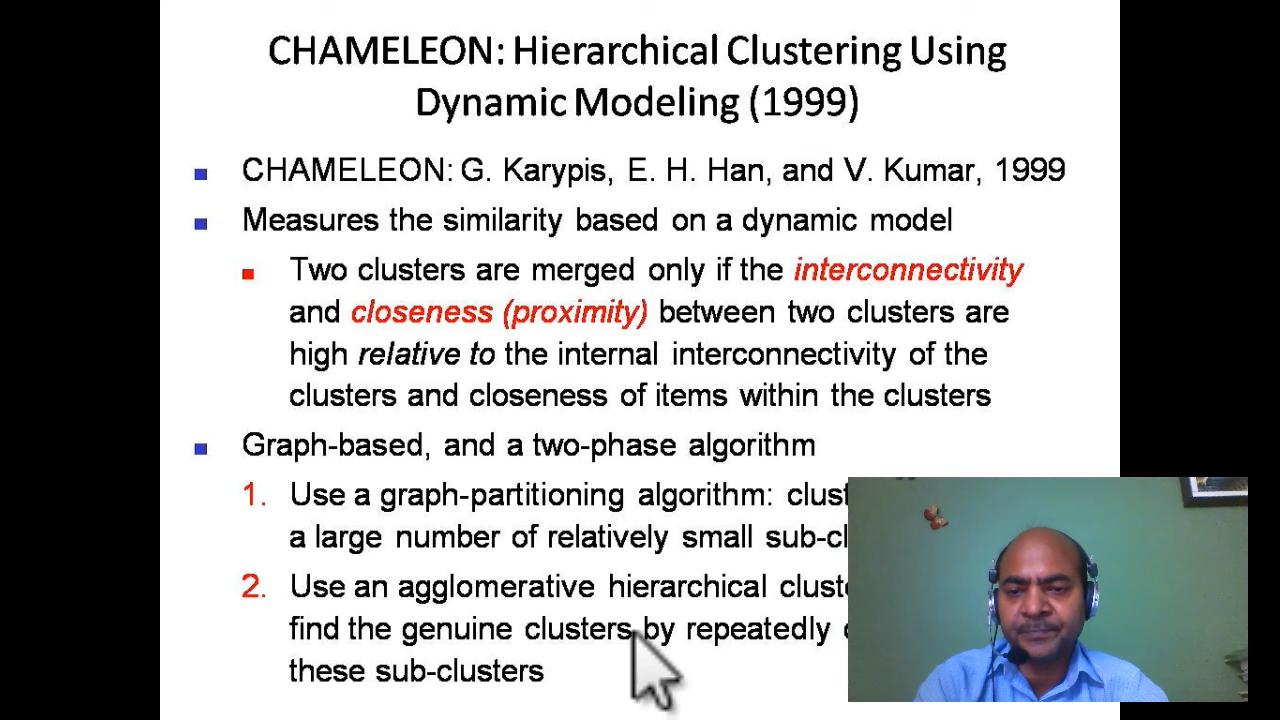 CHAMELEON: Hierarchical Clustering Using
Dynamic Modeling (1999)
CHAMELEON: G. Karypis, E. H. Han, and V. Kumar, 1999
Measures the similarity based on a dynamic model
Two clusters are merged only if the interconnectivity
and closeness (proximity) between two clusters are
high relative to the internal interconnectivity of the
clusters and closeness of items within the clusters
Graph-based, and a two-phase algorithm
1. Use a graph-partitioning algorithm:
a large number of relatively small
2. Use an agglomerative hierarchical
find the genuine clusters by repeatedly
these sub-clusters